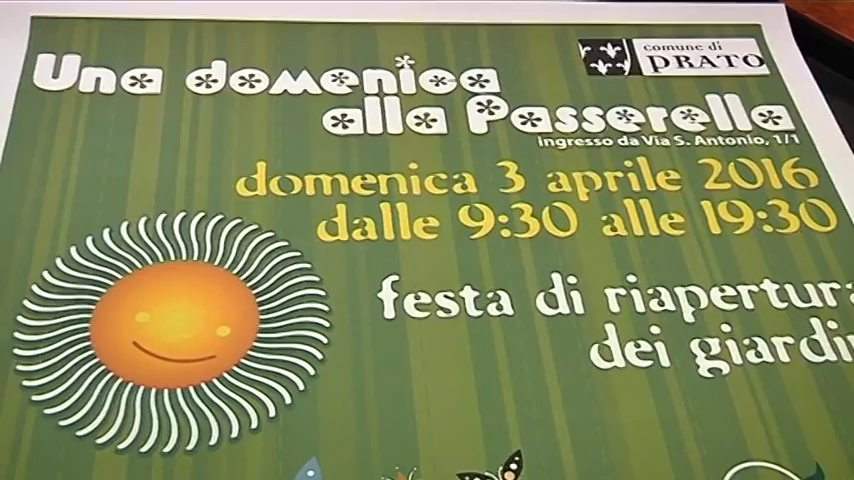 Una domenica
alla Passerella
comune di
PRATO
Ingresso da Via S. Antonio, 1/1
domenica 3 aprile 2016
dalle 9:30 alle 19:30
festa di riapertura
dei giardini